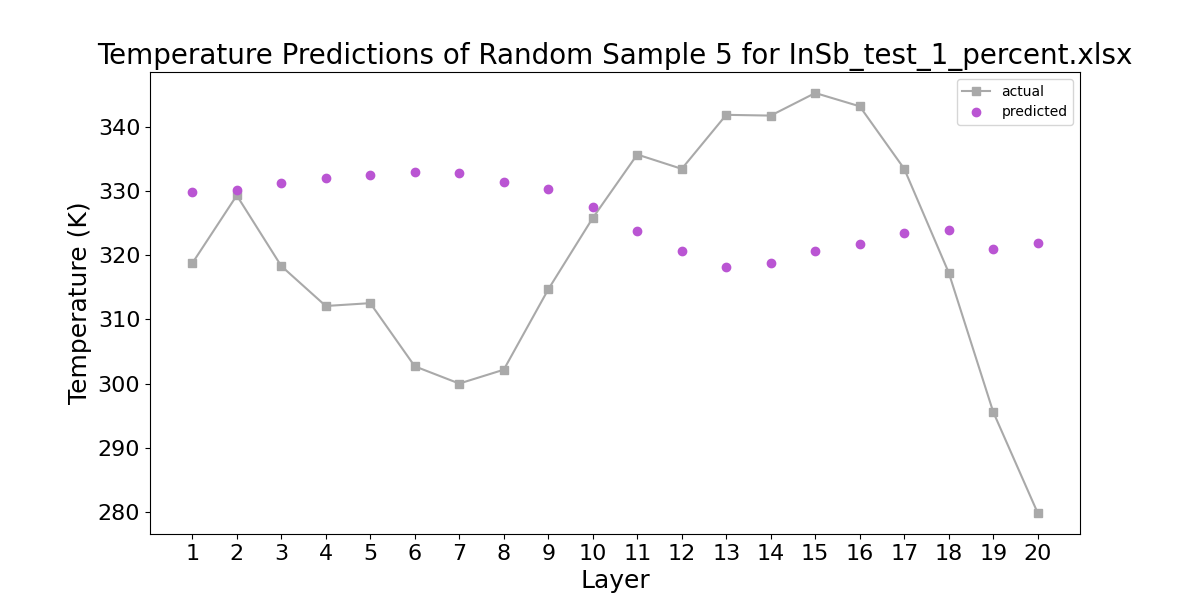 Temperature Predictions of Random Sample 5 for InSb_test_1_percent.xlsx
actual
predicted
Temperature (K)
340
330
320
310
300
290
280
1 2 3 4 5 6 7 8 9 10 11 12 13 14 15 16 17 18 19 20
Layer